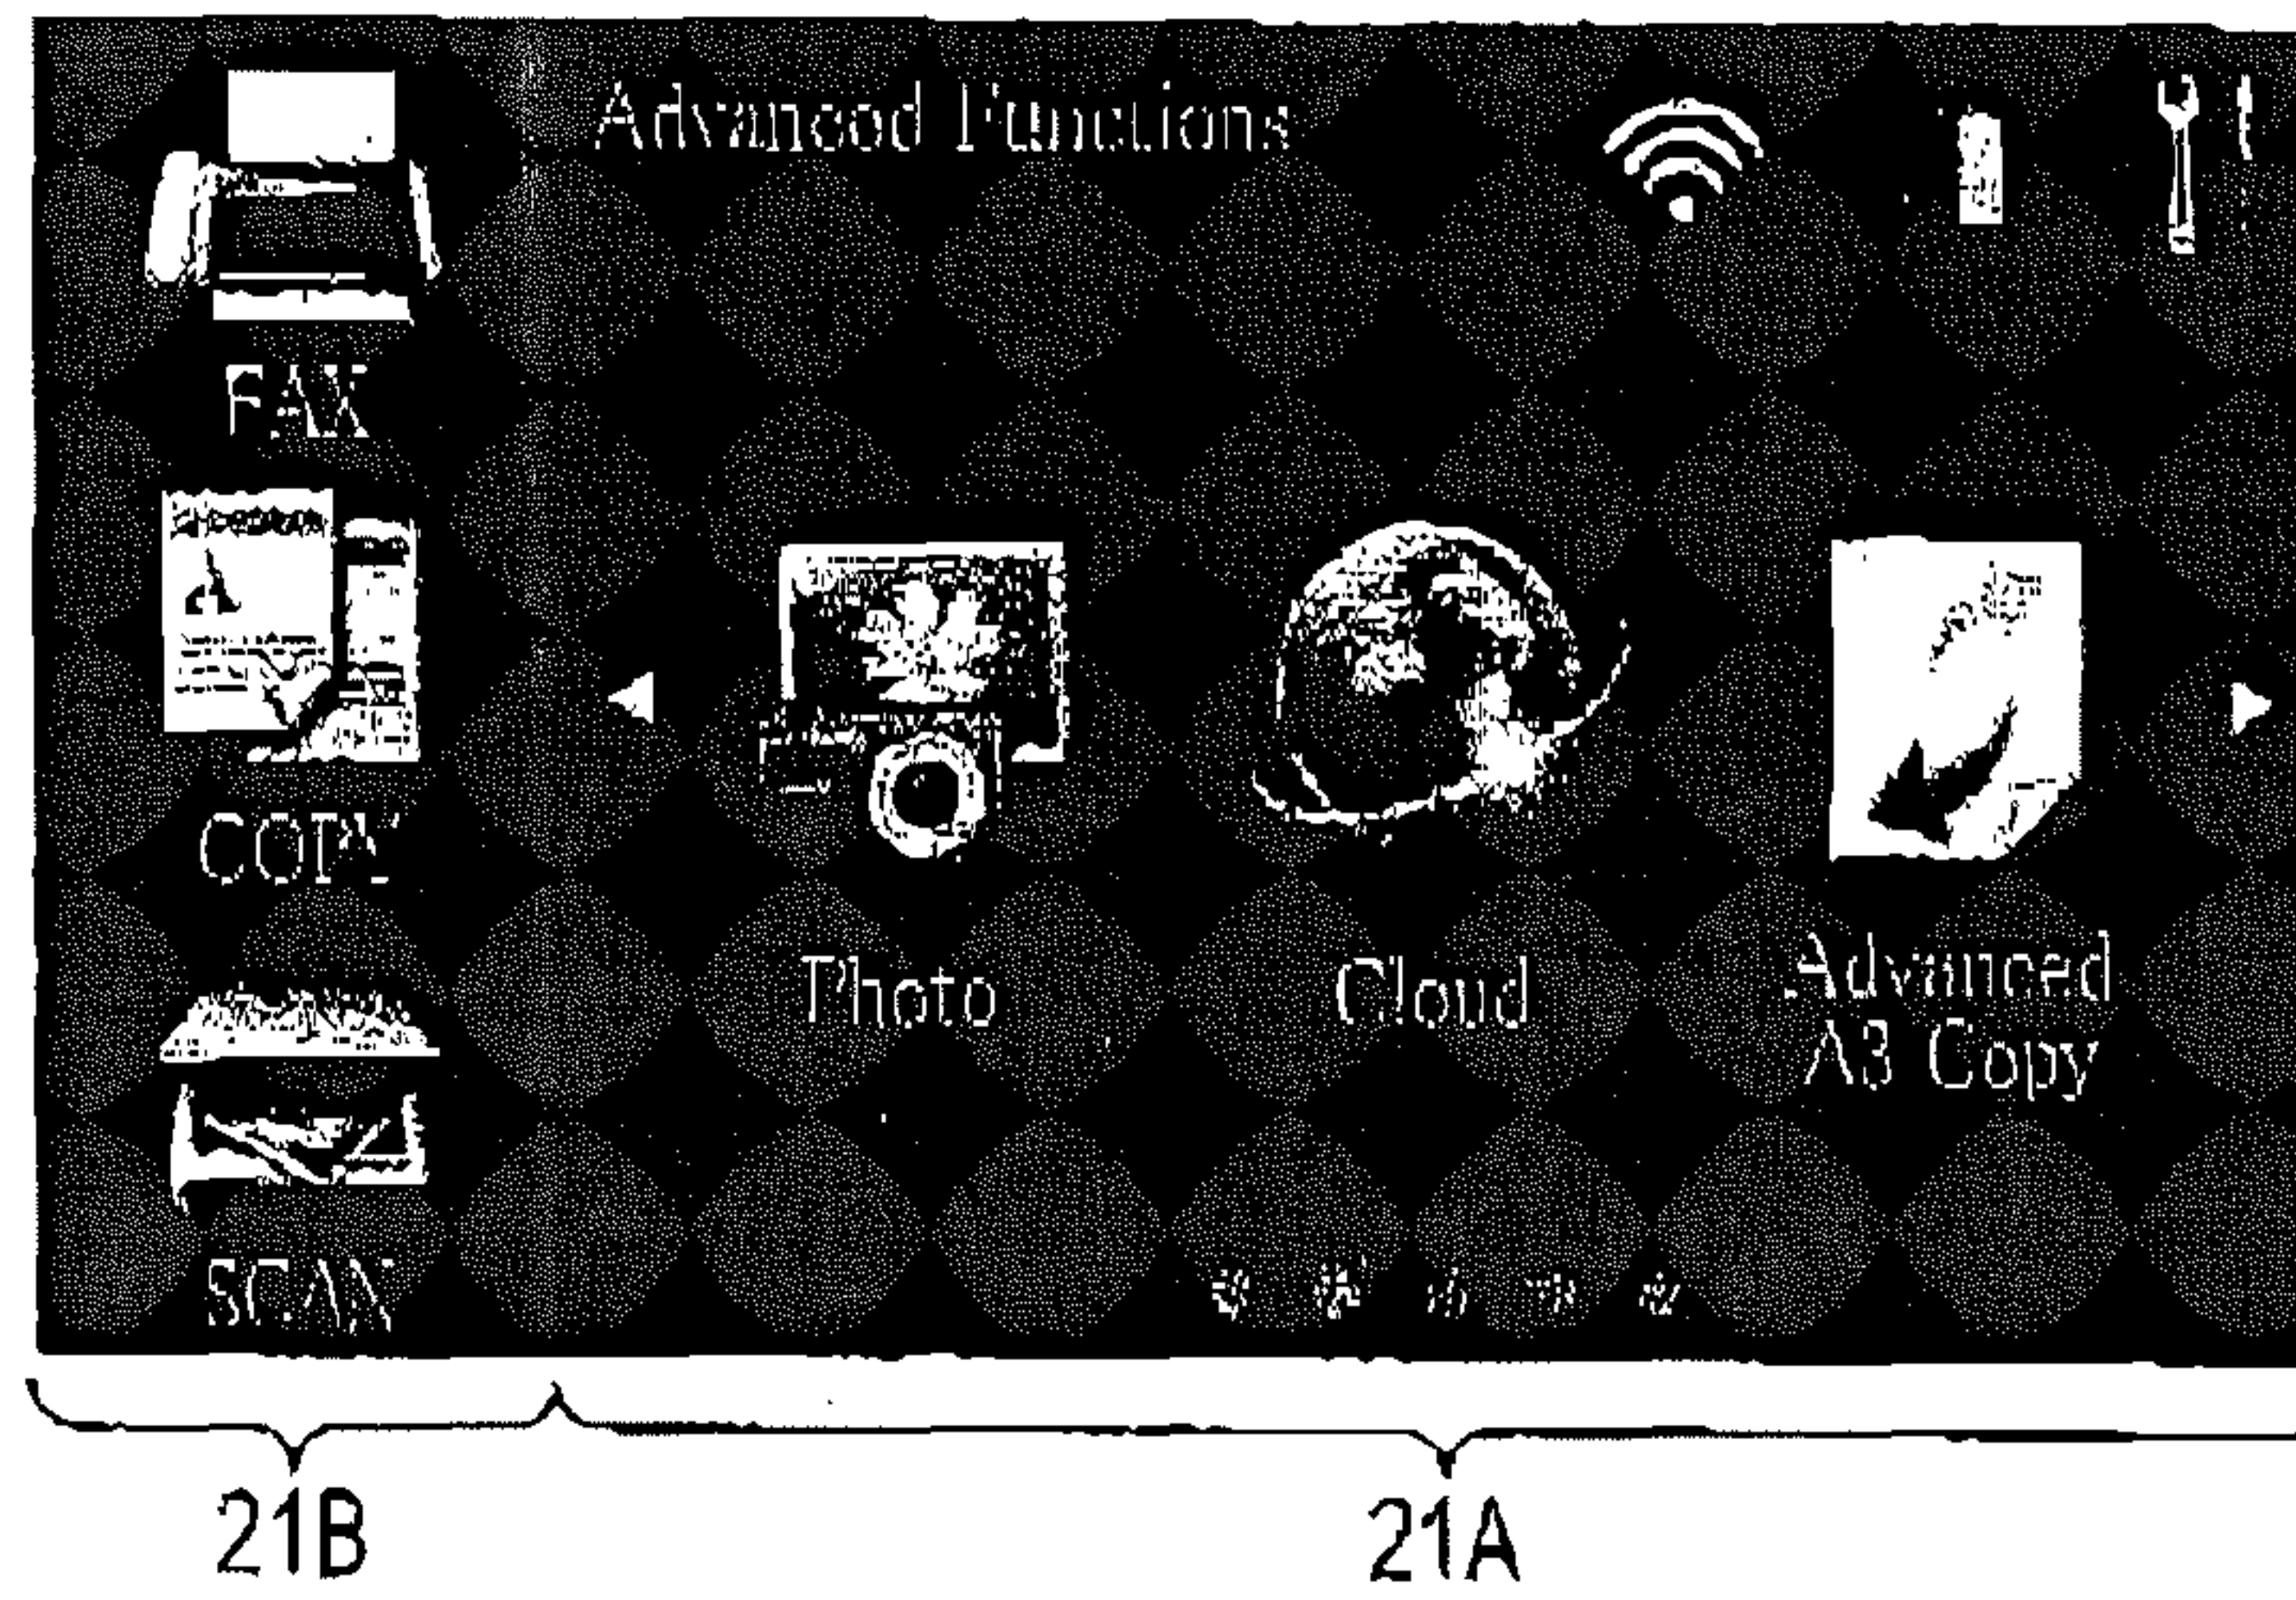 Advanced Functions
FAX
COPY
SCAN
Photo
Cloud
Advanced
A3 Copy
21B
21A